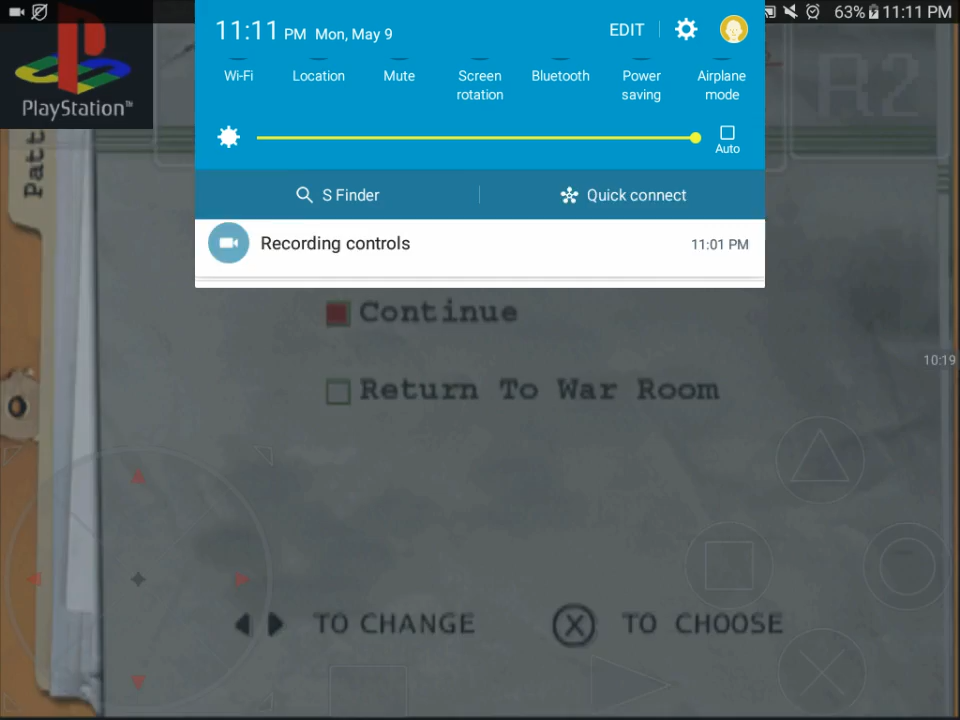 63% 11:11 PM
11:11 PM Mon, May 9
EDIT
Wi-Fi
Location
Mute
Screen
rotation
Bluetooth
Power
saving
Airplane
mode
PlayStation™
R2
Auto
Patt
S Finder
Quick connect
Recording controls
11:01 PM
Continue
10:19
Return To War Room
TO CHANGE
X TO CHOOSE